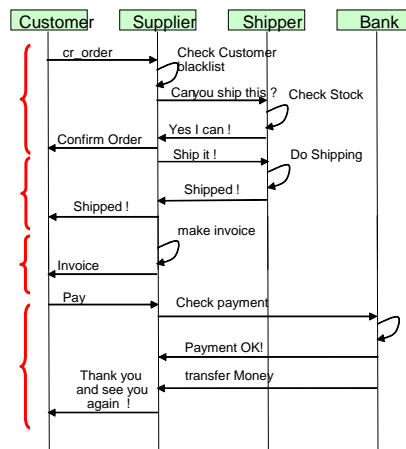 Customer Supplier Shipper Bank
cr_order
Check Customer
blacklist
Can you ship this ?
Check Stock
Yes I can !
Confirm Order
Ship it !
Do Shipping
Shipped !
Shipped !
make invoice
Invoice
Pay
Check payment
Payment OK!
Thank you
and see you
again !
transfer Money